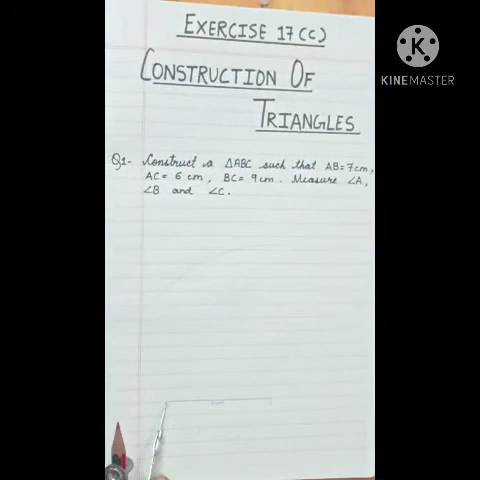 EXERCISE 17(C)
CONSTRUCTION OF
TRIANGLES
Q1- Construct a △ABC such that AB=7cm,
AC= 6 cm, BC= 9 cm. Measure ∠A,
∠B and ∠C.
K
KINEMASTER